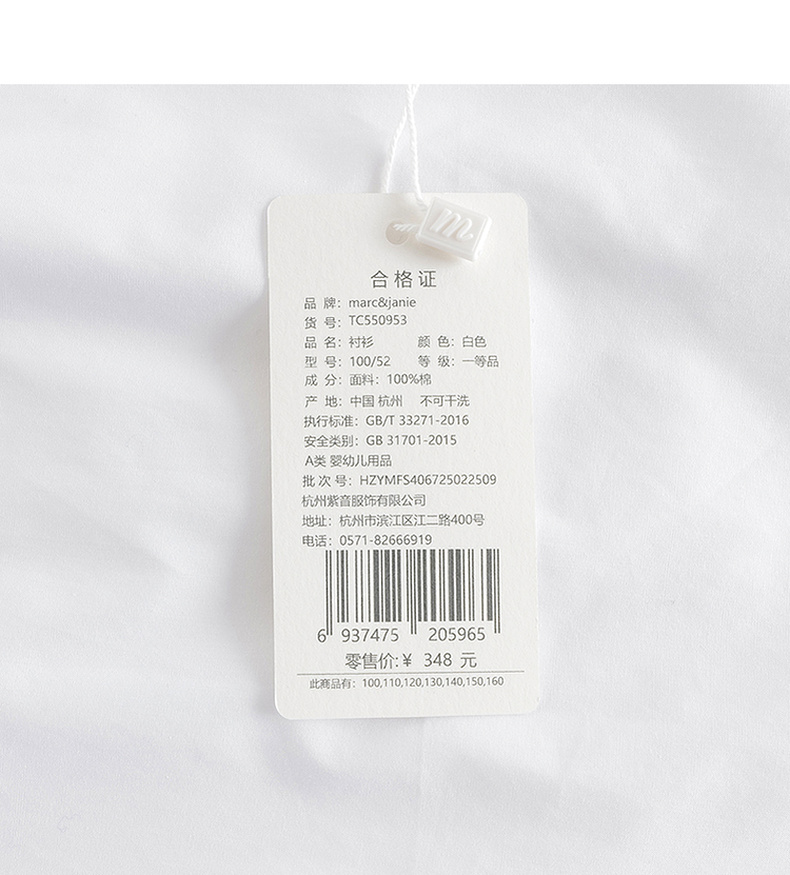 m
合格证
品 牌：marc&janie
货 号：TC550953
品 名：衬衫 颜 色：白色
型 号：100/52 等 级：一等品
成 分：面料：100%棉
产 地：中国 杭州 不可干洗
执行标准：GB/T 33271-2016
安全类别：GB 31701-2015
A类 婴幼儿用品
批 次 号：HZYMFS406725022509
杭州紫音服饰有限公司
地址：杭州市滨江区江二路400号
电话：0571-82666919
6 937475 205965
零售价:¥ 348 元
此商品有：100,110,120,130,140,150,160